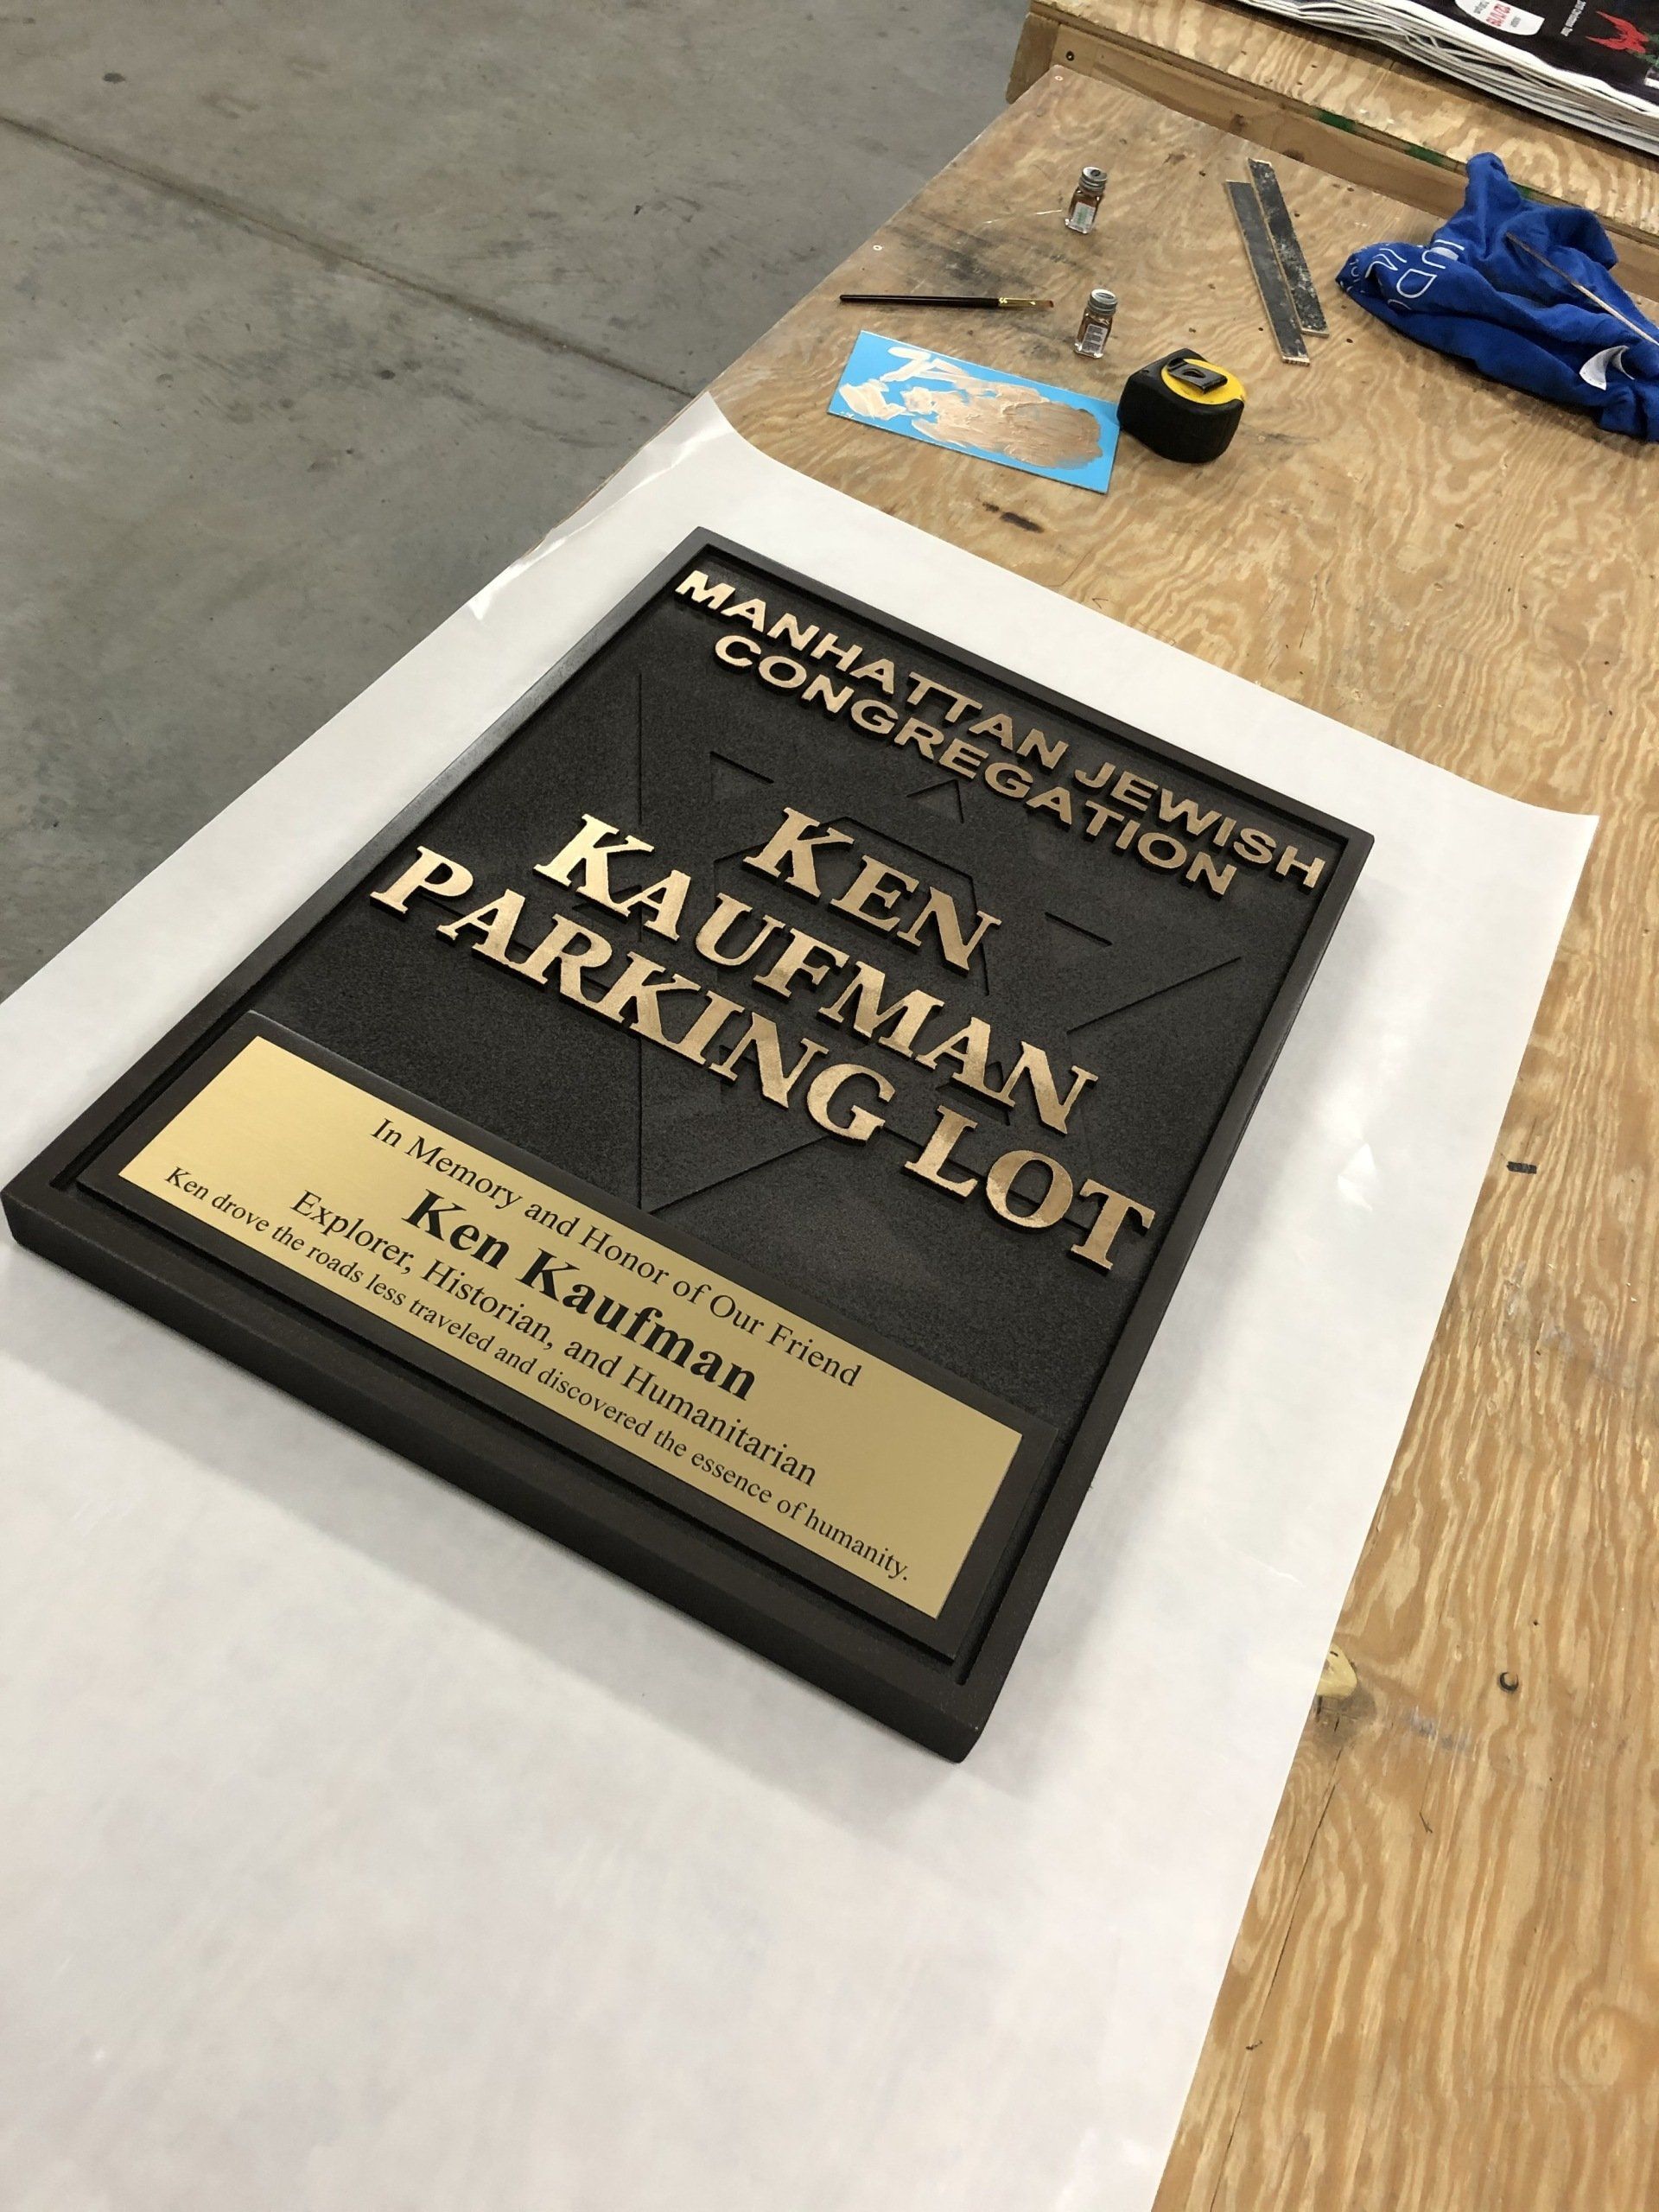 MANHATTAN JEWISH
CONGREGATION
KEN
KAUFMAN
PARKING LOT
In Memory and Honor of Our Friend
Ken Kaufman
Explorer, Historian, and Humanitarian
Ken drove the roads less traveled and discovered the essence of humanity.